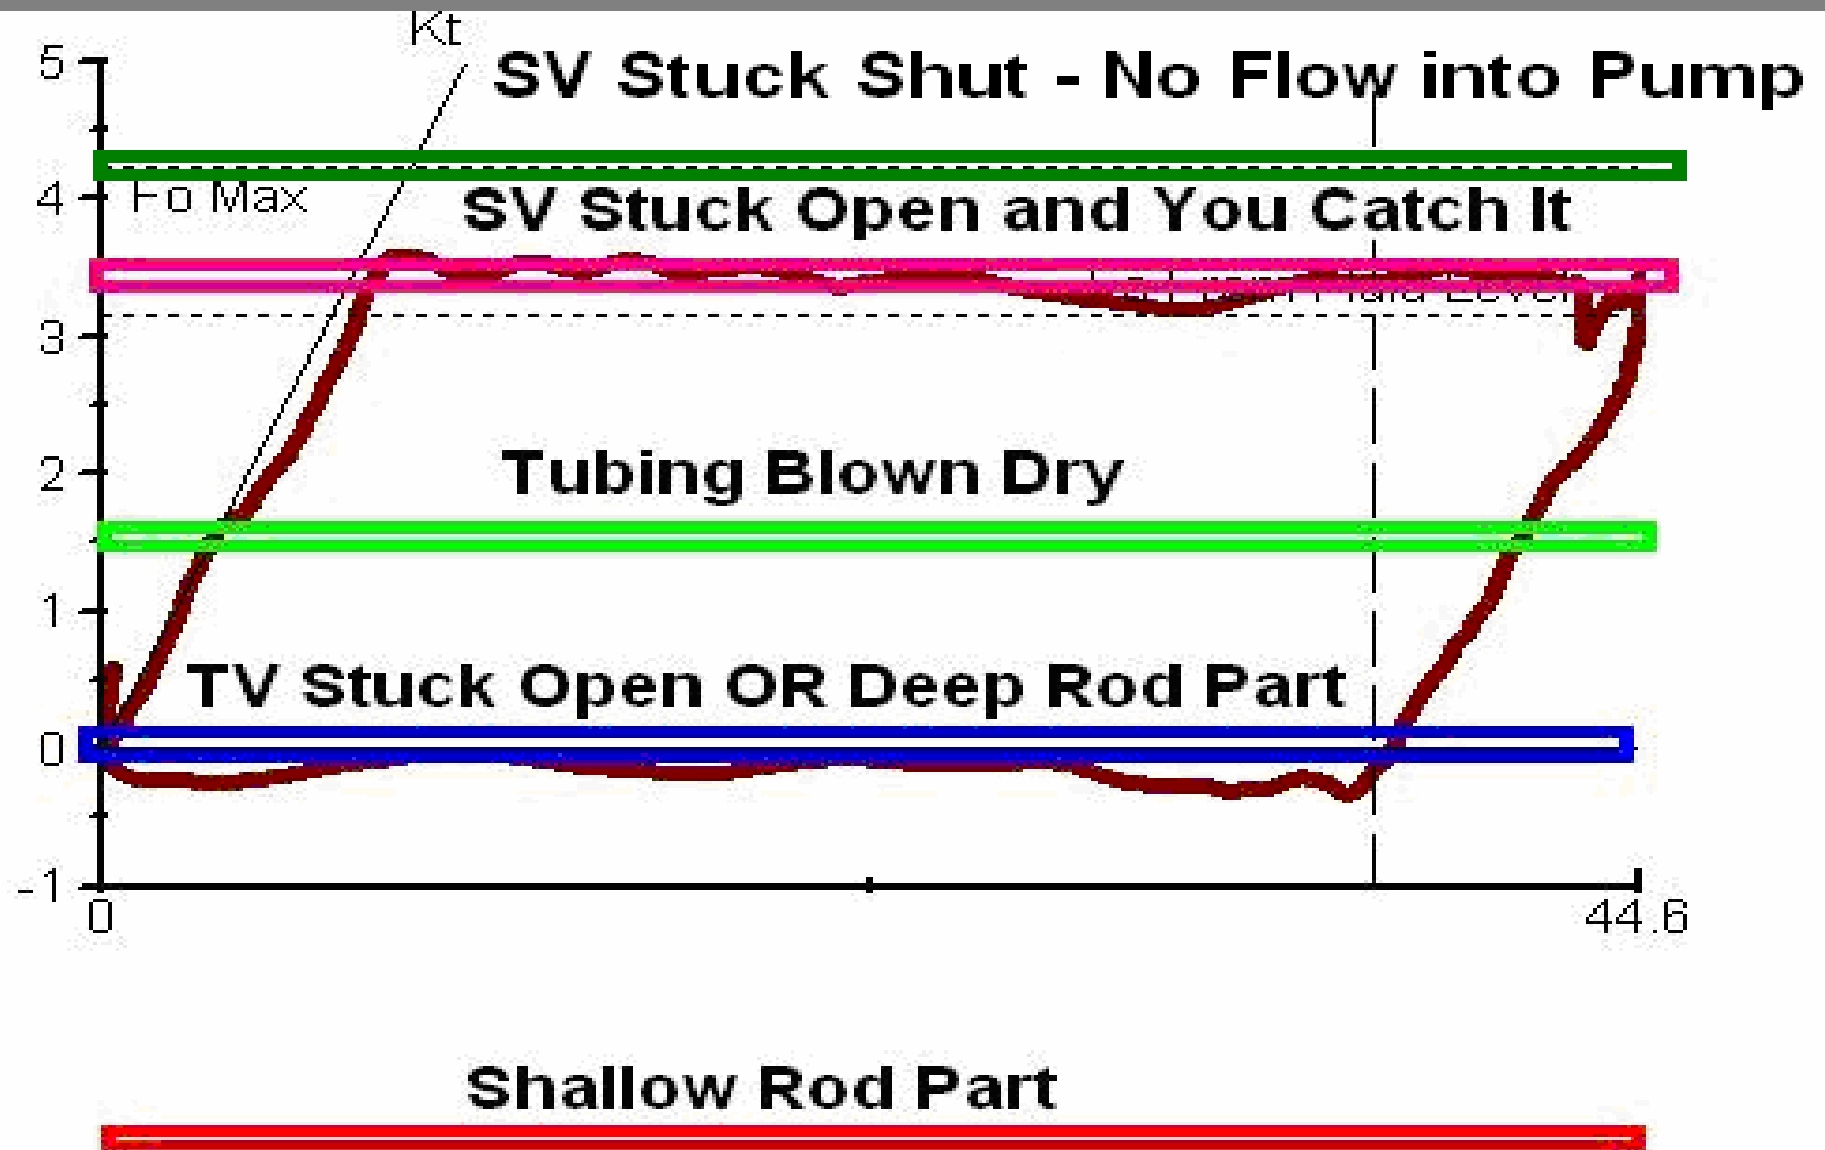 Kt
5
SV Stuck Shut - No Flow into Pump
4
Fo Max
SV Stuck Open and You Catch It
Fluid Level
3
2
Tubing Blown Dry
1
TV Stuck Open OR Deep Rod Part
0
-1
0
44.6
Shallow Rod Part